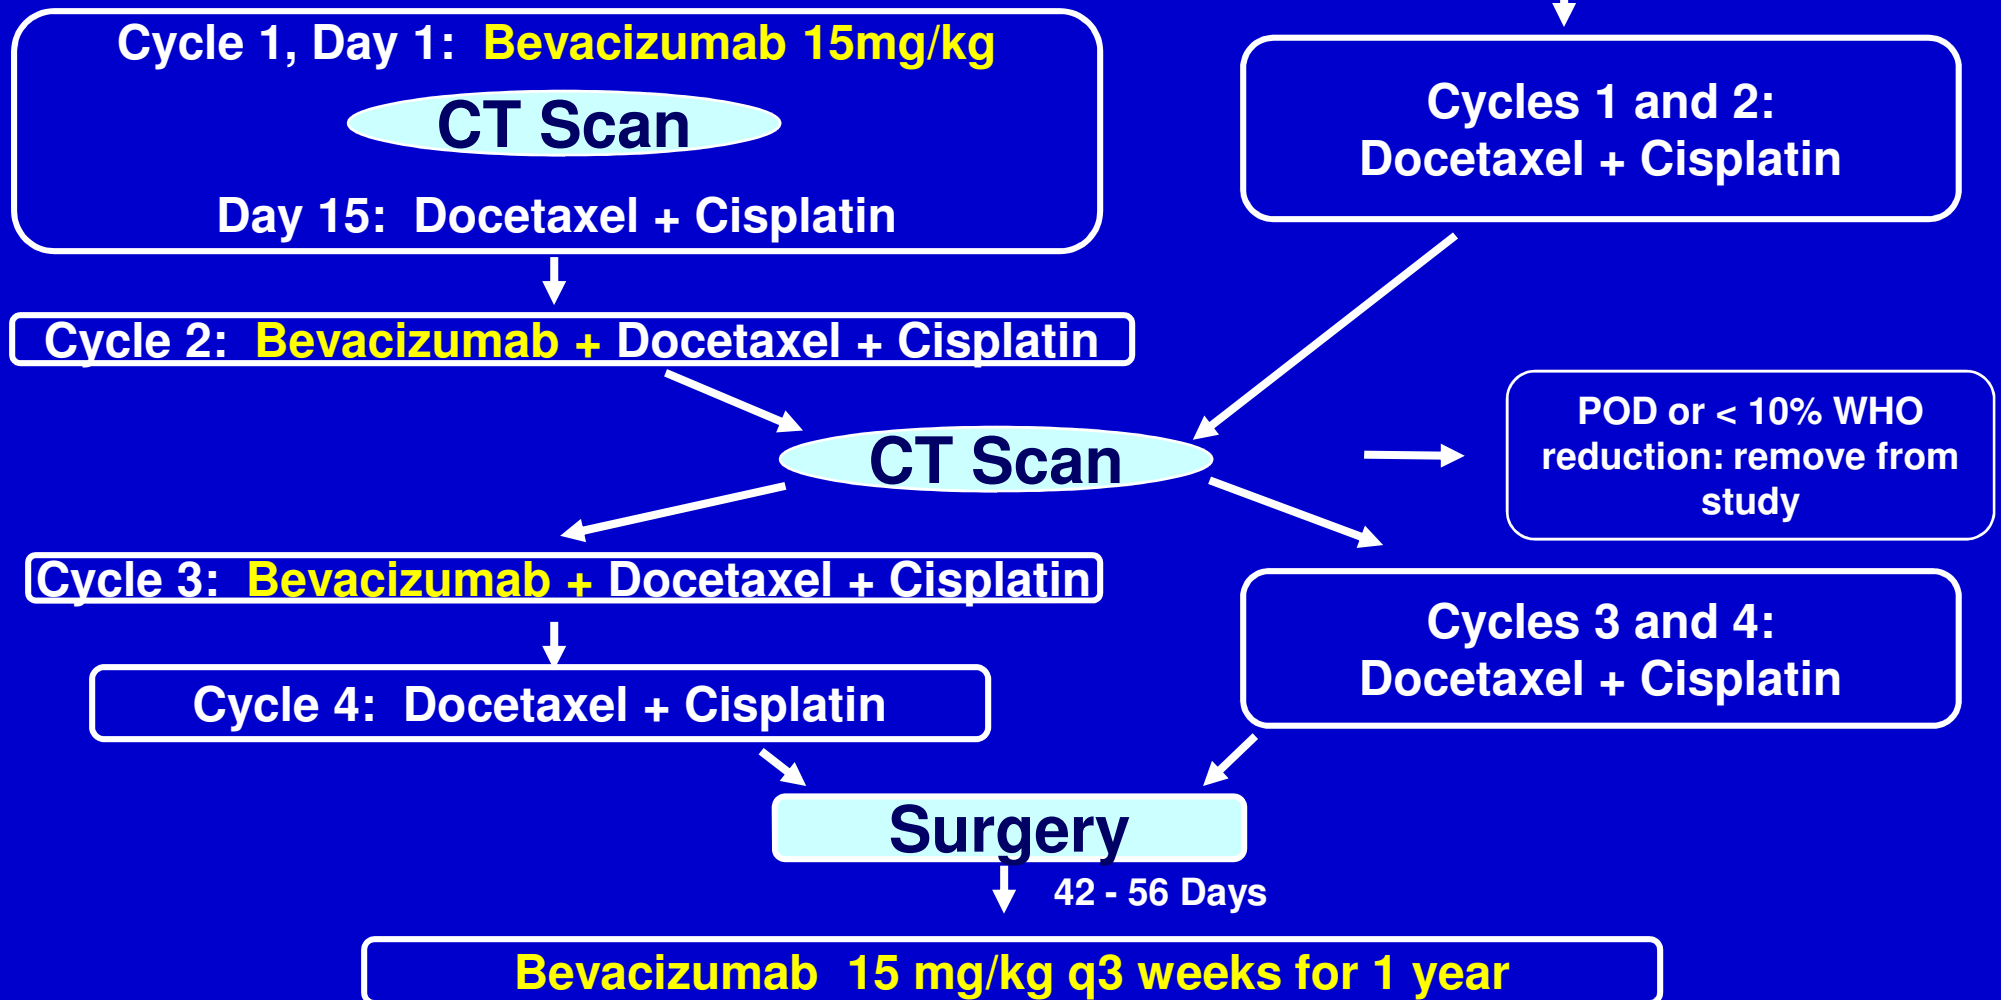 Cycle 1, Day 1: Bevacizumab 15mg/kg
CT Scan
Day 15: Docetaxel + Cisplatin
Cycles 1 and 2:
Docetaxel + Cisplatin
Cycle 2: Bevacizumab + Docetaxel + Cisplatin
CT Scan
POD or < 10% WHO
reduction: remove from
study
Cycle 3: Bevacizumab + Docetaxel + Cisplatin
Cycle 4: Docetaxel + Cisplatin
Cycles 3 and 4:
Docetaxel + Cisplatin
Surgery
42 - 56 Days
Bevacizumab 15 mg/kg q3 weeks for 1 year